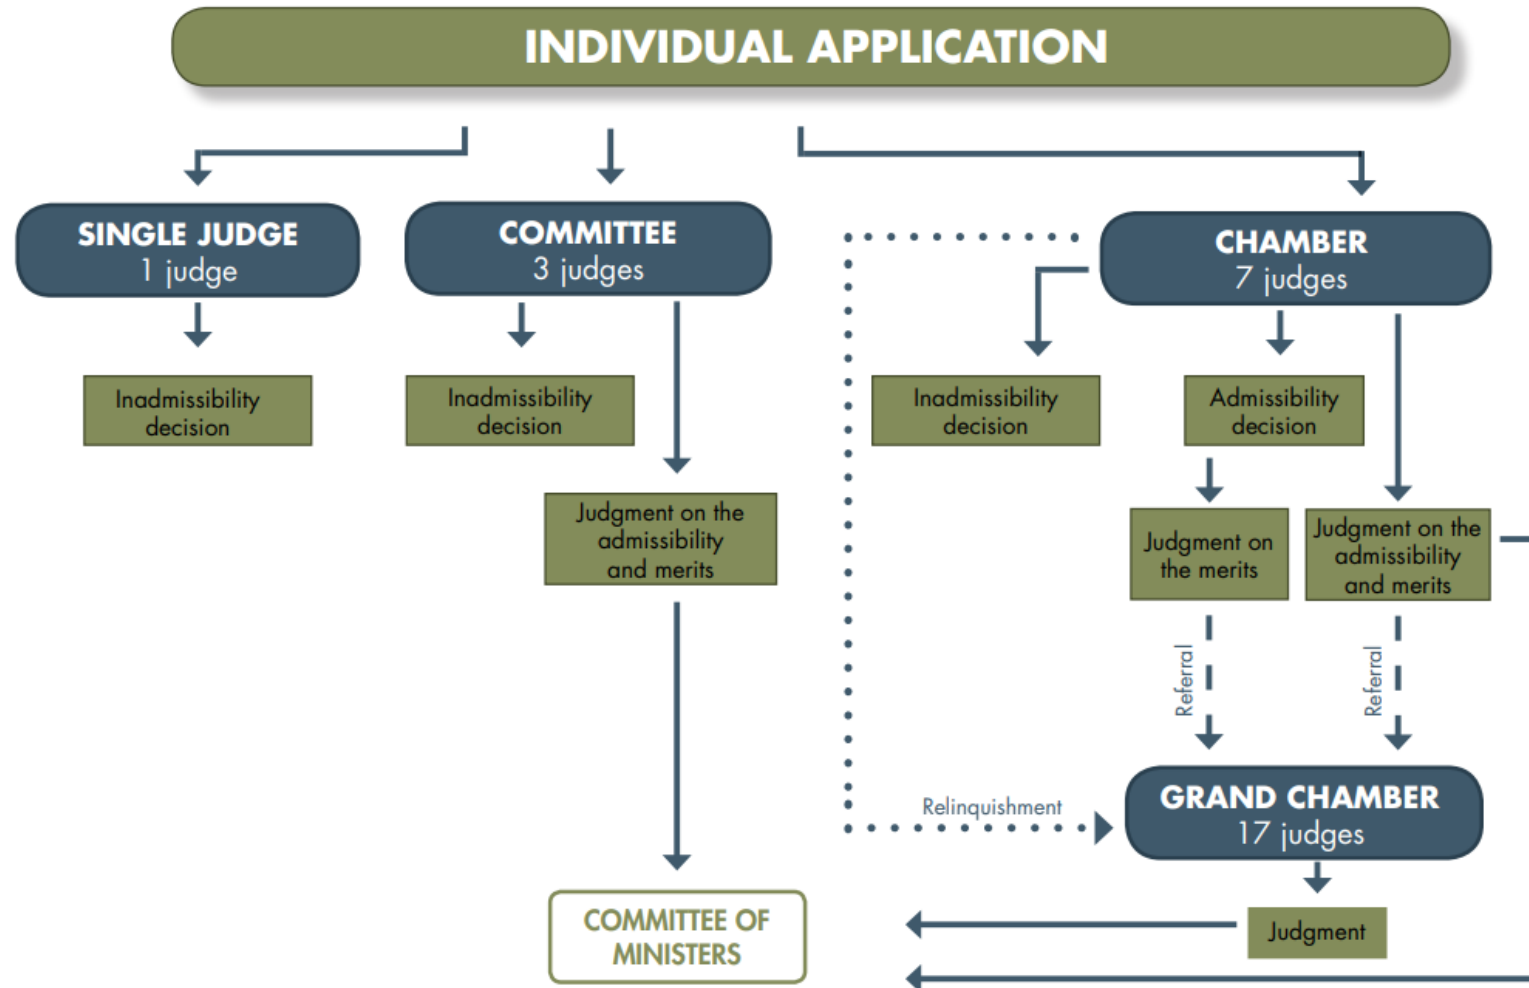 INDIVIDUAL APPLICATION
SINGLE JUDGE
1 judge
COMMITTEE
3 judges
CHAMBER
7 judges
Inadmissibility
decision
Inadmissibility
decision
Inadmissibility
decision
Admissibility
decision
Judgment on the
admissibility
and merits
Judgment on
the merits
Judgment on the
admissibility
and merits
Referral
Referral
Relinquishment
GRAND CHAMBER
17 judges
COMMITTEE OF
MINISTERS
Judgment